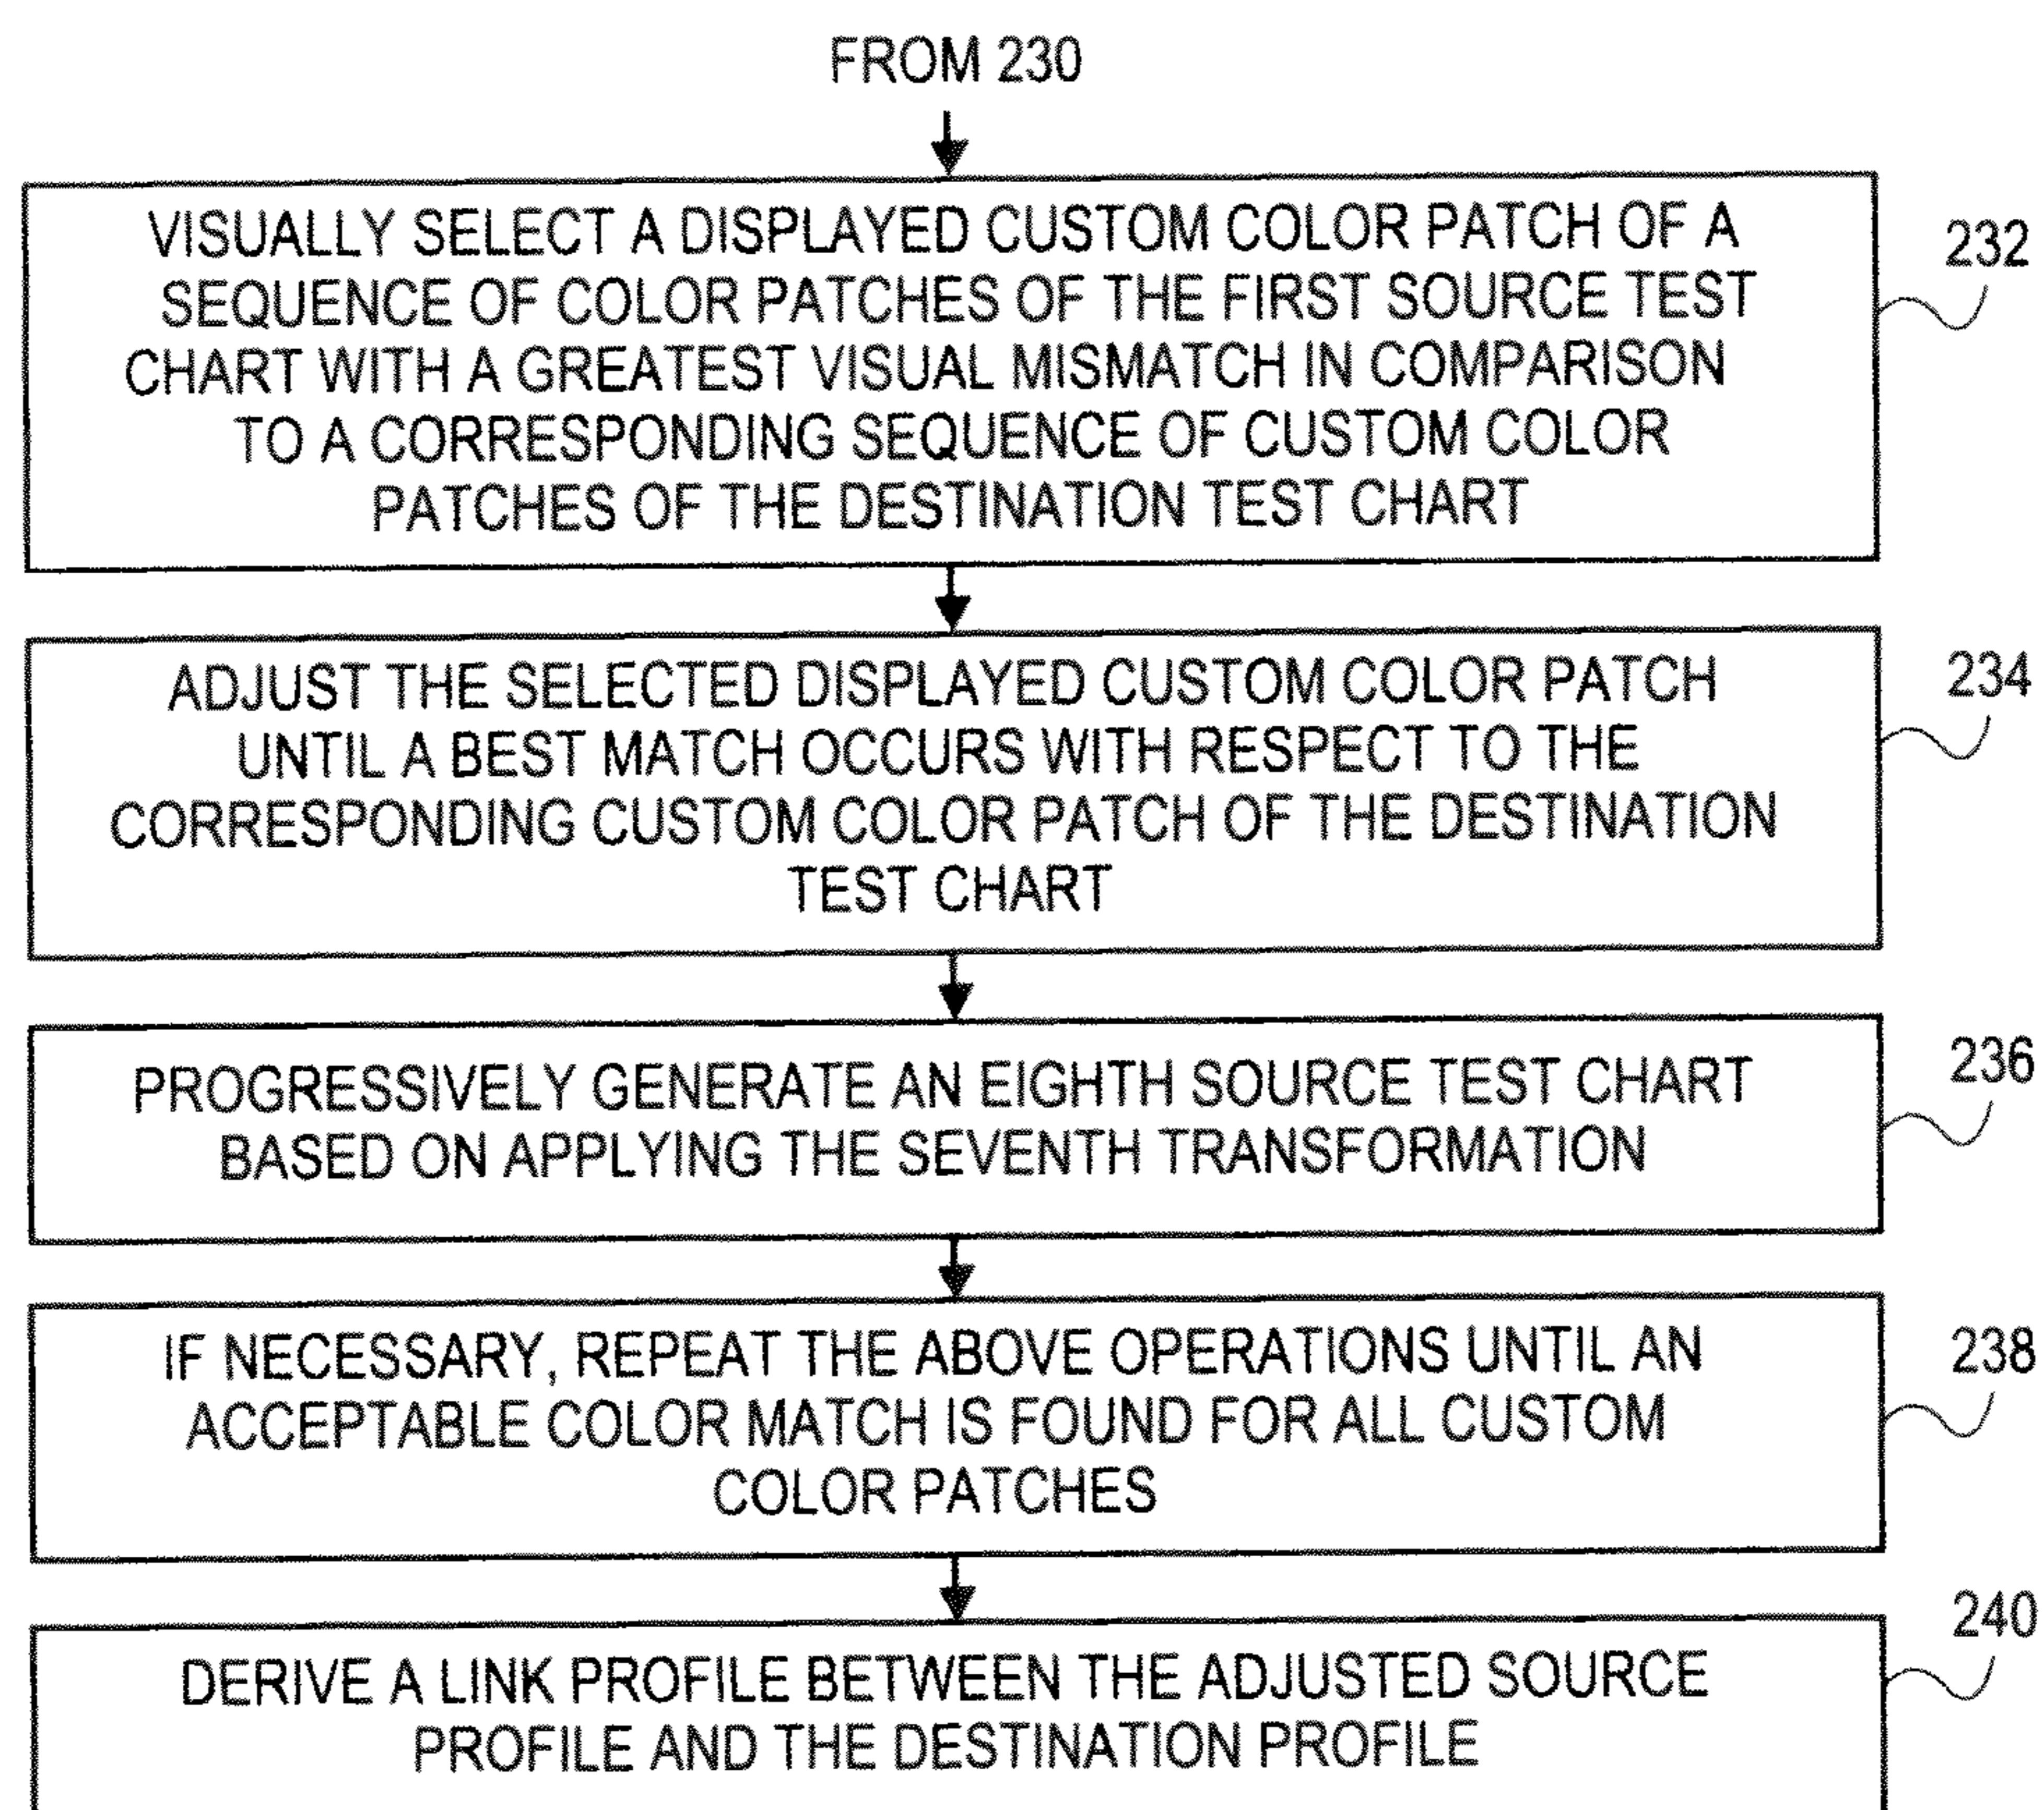 FROM 230
VISUALLY SELECT A DISPLAYED CUSTOM COLOR PATCH OF A
SEQUENCE OF COLOR PATCHES OF THE FIRST SOURCE TEST
CHART WITH A GREATEST VISUAL MISMATCH IN COMPARISON
TO A CORRESPONDING SEQUENCE OF CUSTOM COLOR
PATCHES OF THE DESTINATION TEST CHART
232
ADJUST THE SELECTED DISPLAYED CUSTOM COLOR PATCH
UNTIL A BEST MATCH OCCURS WITH RESPECT TO THE
CORRESPONDING CUSTOM COLOR PATCH OF THE DESTINATION
TEST CHART
234
PROGRESSIVELY GENERATE AN EIGHTH SOURCE TEST CHART
BASED ON APPLYING THE SEVENTH TRANSFORMATION
236
IF NECESSARY, REPEAT THE ABOVE OPERATIONS UNTIL AN
ACCEPTABLE COLOR MATCH IS FOUND FOR ALL CUSTOM
COLOR PATCHES
238
DERIVE A LINK PROFILE BETWEEN THE ADJUSTED SOURCE
PROFILE AND THE DESTINATION PROFILE
240